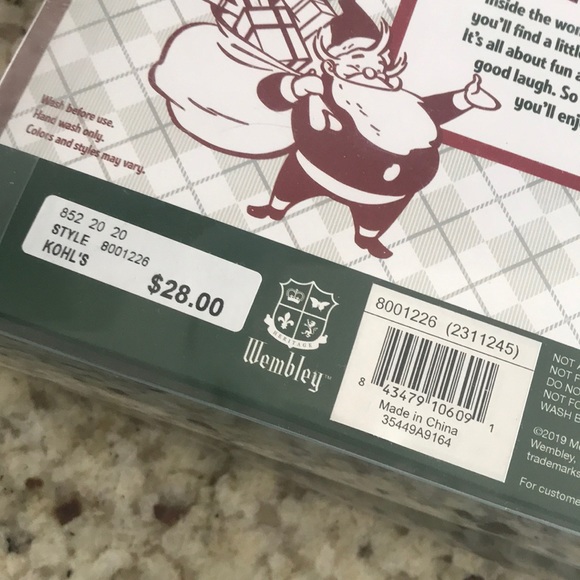 inside the wor
you'll find a little
It's all about fun
good laugh. So
you'll enj
Wash before use.
Hand wash only.
Colors and styles may vary.
852 20 20
STYLE 8001226
KOHL'S
$28.00
HERITAGE
Wembley™
8001226 (2311245)
8 43479 10609 1
Made in China
35449A9164
NOT
NOT F
DO NO
NOT FO
WASH B
©2019 M
Wembley,
trademarks
For custome